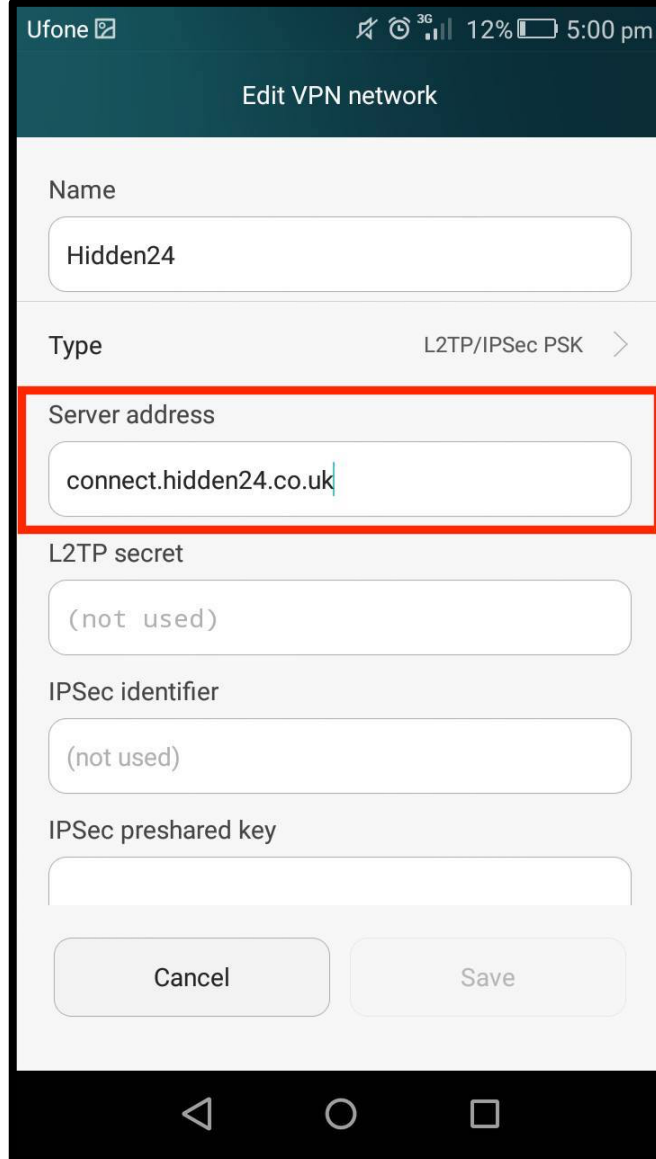 Ufone 3G 12% 5:00 pm
Edit VPN network
Name
Hidden24
Type L2TP/IPSec PSK
Server address
connect.hidden24.co.uk
L2TP secret
(not used)
IPSec identifier
(not used)
IPSec preshared key
Cancel Save